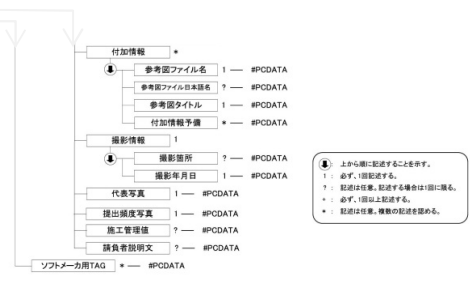 付加情報 *
参考図ファイル名 1 — #PCDATA
参考図ファイル日本語名 ? — #PCDATA
参考図タイトル 1 — #PCDATA
付加情報予備 * — #PCDATA
撮影情報 1
撮影箇所 ? — #PCDATA
撮影年月日 1 — #PCDATA
代表写真 1 — #PCDATA
提出頻度写真 1 — #PCDATA
施工管理値 ? — #PCDATA
請負者説明文 ? — #PCDATA
ソフトメーカ用TAG * — #PCDATA
: 上から順に記述することを示す。
1 : 必ず、1回記述する。
? : 記述は任意。記述する場合は1回に限る。
+ : 必ず、1回以上記述する。
* : 記述は任意。複数の記述を認める。